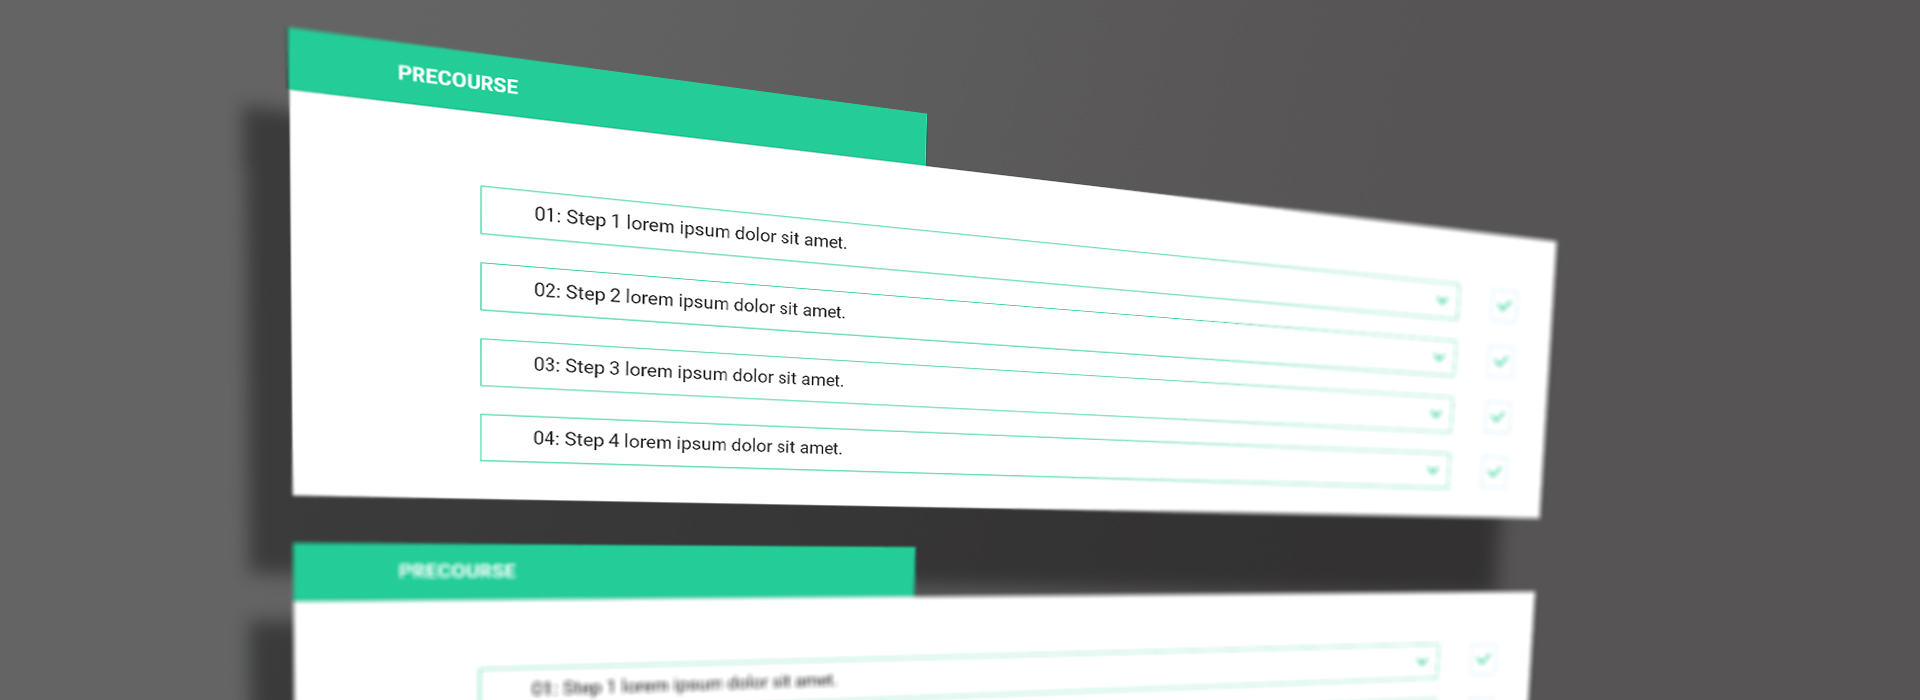 PRECOURSE
01: Step 1 lorem ipsum dolor sit amet.
02: Step 2 lorem ipsum dolor sit amet.
03: Step 3 lorem ipsum dolor sit amet.
04: Step 4 lorem ipsum dolor sit amet.
PRECOURSE
01: Step 1 lorem ipsum dolor sit amet.